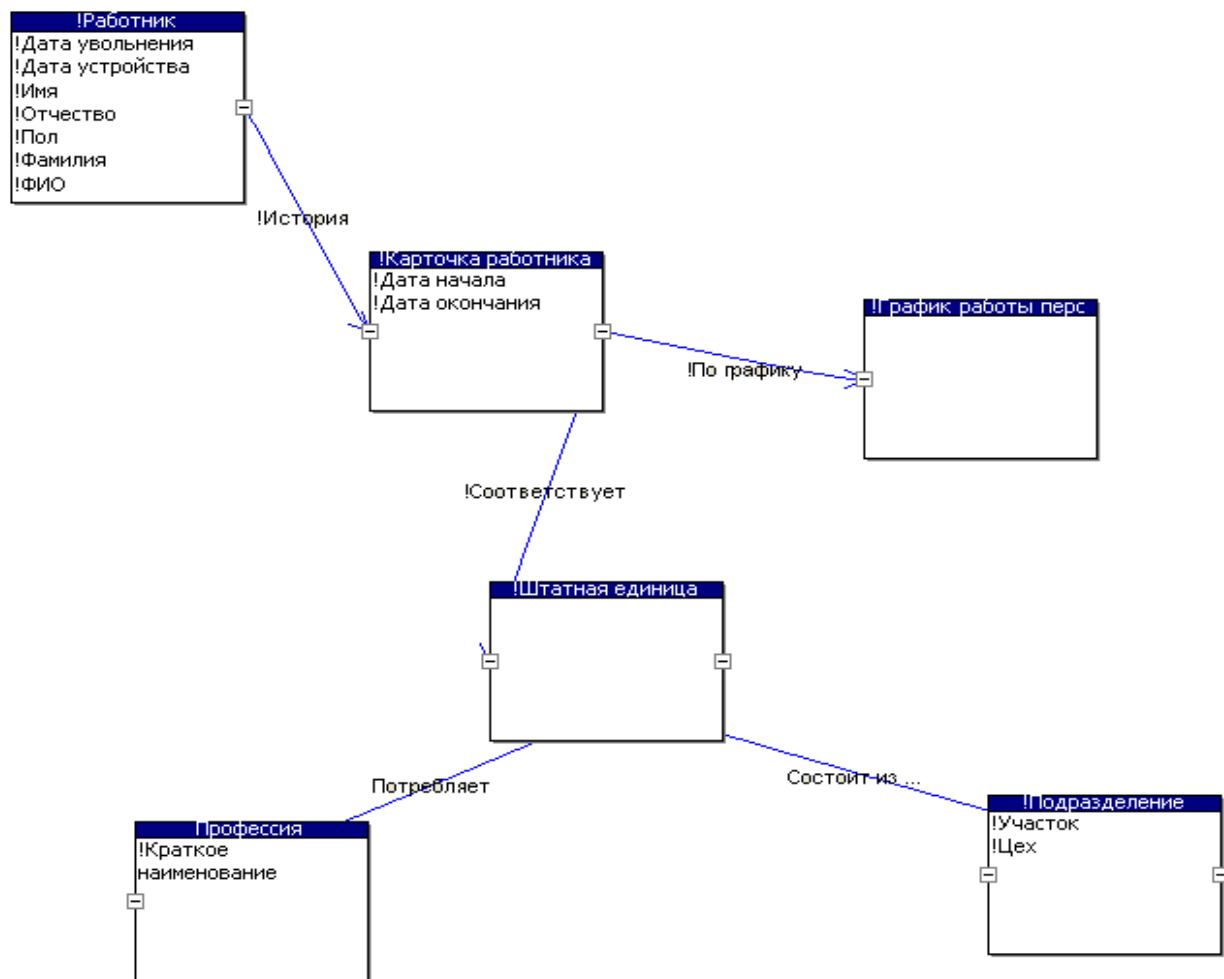 !Работник
!Дата увольнения
!Дата устройства
!Имя
!Отчество
!Пол
!Фамилия
!ФИО
!История
!Карточка работника
!Дата начала
!Дата окончания
!График работы перс
!По графику
!Соответствует
!Штатная единица
Потребляет
Состоит из ...
Профессия
!Краткое
наименование
!Подразделение
!Участок
!Цех